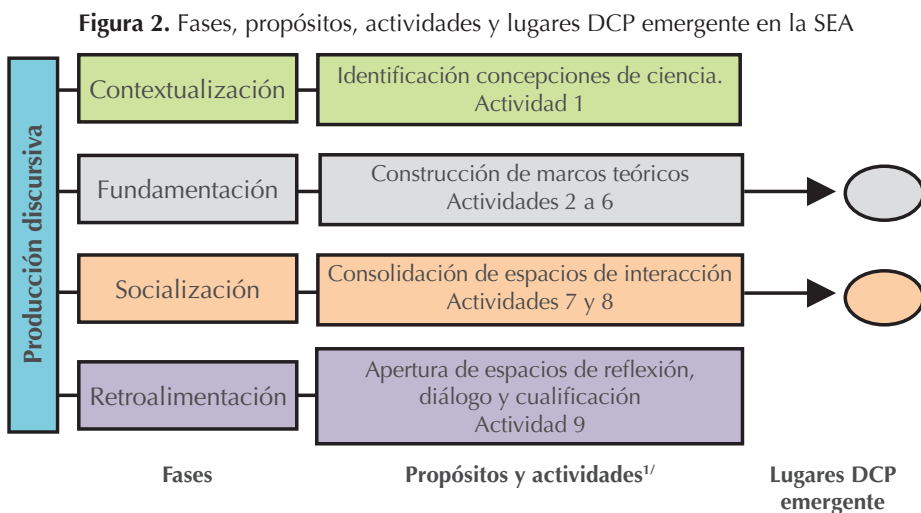 Figura 2. Fases, propósitos, actividades y lugares DCP emergente en la SEA
Producción discursiva
Contextualización
Identificación concepciones de ciencia.
Actividad 1
Fundamentación
Construcción de marcos teóricos
Actividades 2 a 6
Socialización
Consolidación de espacios de interacción
Actividades 7 y 8
Retroalimentación
Apertura de espacios de reflexión,
diálogo y cualificación
Actividad 9
Fases
Propósitos y actividades1/
Lugares DCP
emergente